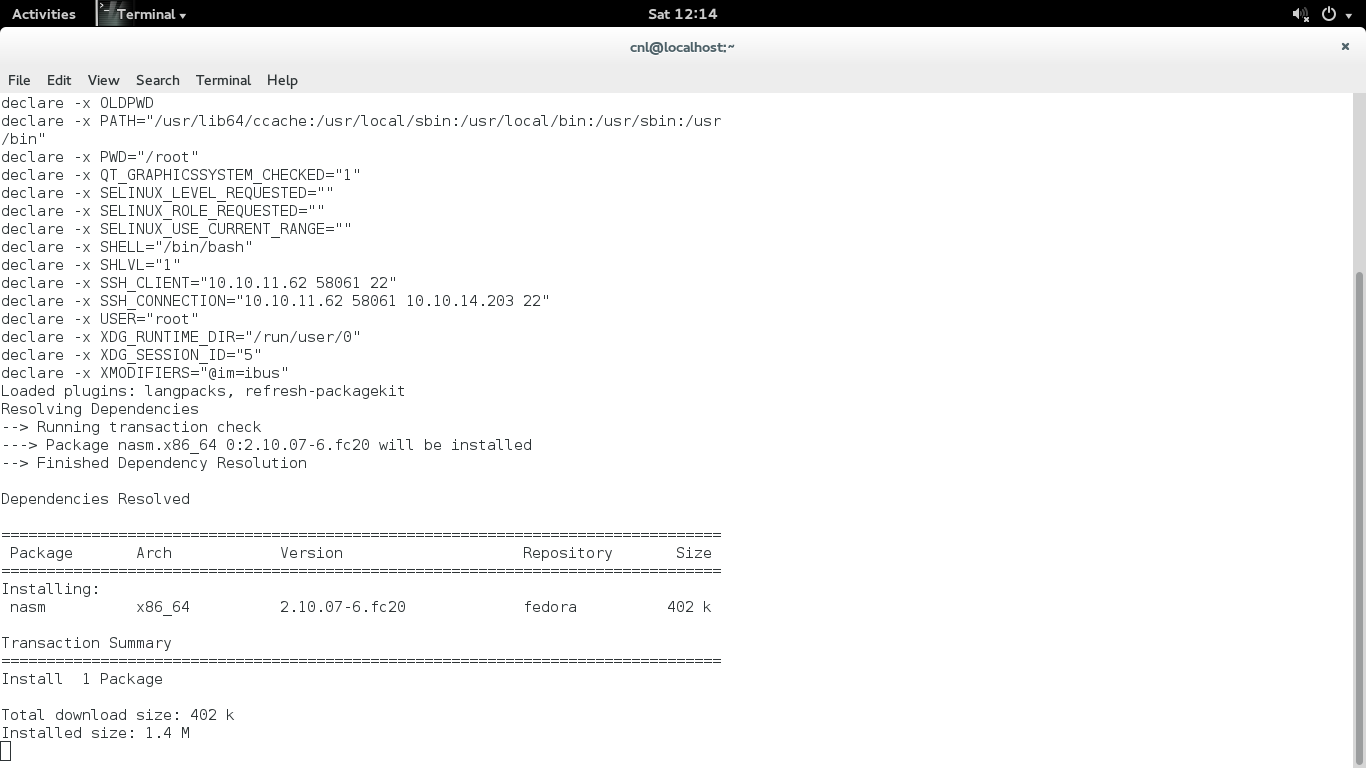 Activities Terminal Sat 12:14
cnl@localhost:~
File Edit View Search Terminal Help
declare -x OLDPWD
declare -x PATH="/usr/lib64/ccache:/usr/local/sbin:/usr/local/bin:/usr/sbin:/usr
/bin"
declare -x PWD="/root"
declare -x QT_GRAPHICSSYSTEM_CHECKED="1"
declare -x SELINUX_LEVEL_REQUESTED=""
declare -x SELINUX_ROLE_REQUESTED=""
declare -x SELINUX_USE_CURRENT_RANGE=""
declare -x SHELL="/bin/bash"
declare -x SHLVL="1"
declare -x SSH_CLIENT="10.10.11.62 58061 22"
declare -x SSH_CONNECTION="10.10.11.62 58061 10.10.14.203 22"
declare -x USER="root"
declare -x XDG_RUNTIME_DIR="/run/user/0"
declare -x XDG_SESSION_ID="5"
declare -x XMODIFIERS="@im=ibus"
Loaded plugins: langpacks, refresh-packagekit
Resolving Dependencies
--> Running transaction check
---> Package nasm.x86_64 0:2.10.07-6.fc20 will be installed
--> Finished Dependency Resolution
Dependencies Resolved
================================================================================
Package Arch Version Repository Size
================================================================================
Installing:
nasm x86_64 2.10.07-6.fc20 fedora 402 k
Transaction Summary
================================================================================
Install 1 Package
Total download size: 402 k
Installed size: 1.4 M